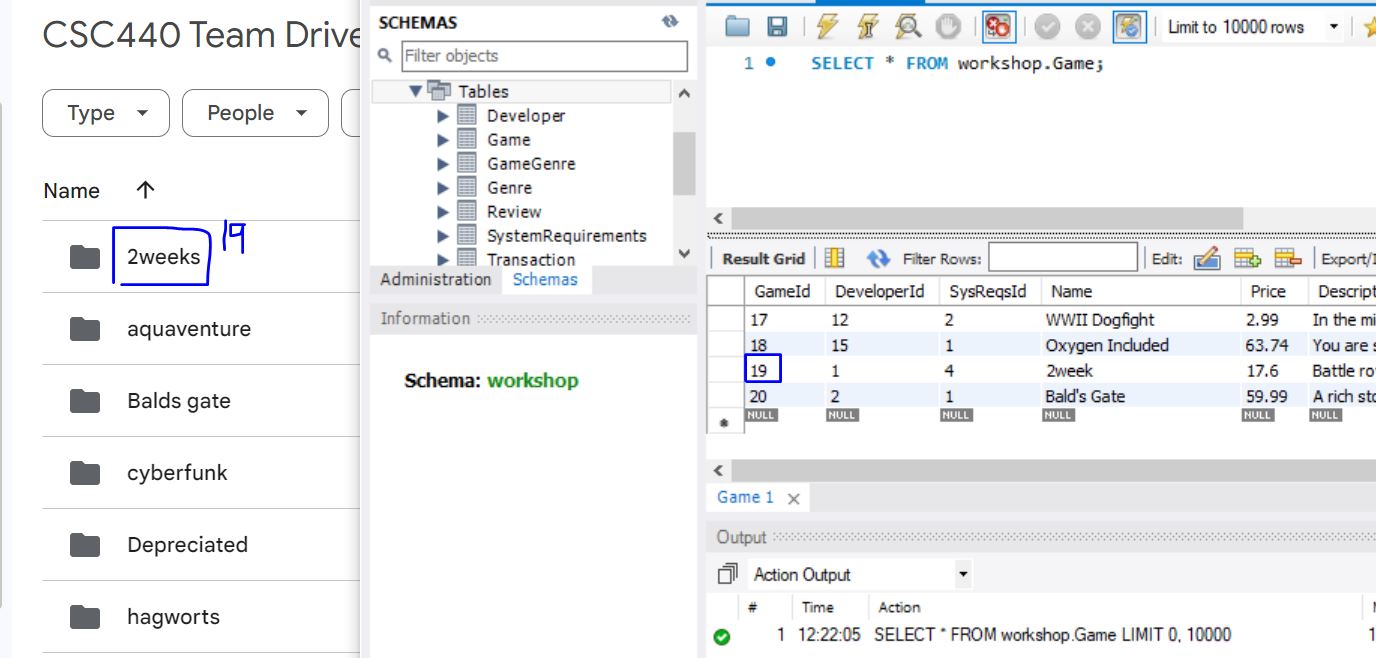 CSC440 Team Drive
Type
People
Name
2weeks
19
aquaventure
Balds gate
cyberfunk
Depreciated
hagworts
SCHEMAS
Filter objects
Tables
Developer
Game
GameGenre
Genre
Review
SystemRequirements
Transaction
Administration Schemas
Information
Schema: workshop
Limit to 10000 rows
1 SELECT * FROM workshop.Game;
Result Grid Filter Rows: Edit: Export/I
GameId DeveloperId SysReqsId Name Price Descript
17 12 2 WWII Dogfight 2.99 In the mi
18 15 1 Oxygen Included 63.74 You are s
19 1 4 2week 17.6 Battle ro
20 2 1 Bald's Gate 59.99 A rich sto
NULL NULL NULL NULL NULL NULL
Game 1
Output
Action Output
# Time Action
1 12:22:05 SELECT * FROM workshop.Game LIMIT 0, 10000